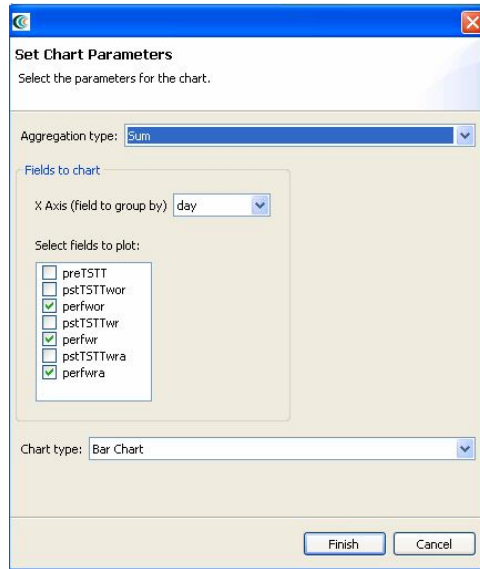 Set Chart Parameters
Select the parameters for the chart.
Aggregation type: Sum
Fields to chart
X Axis (field to group by) day
Select fields to plot:
preTSTT
pstTSTTwor
perfwor
pstTSTTwr
perfwr
pstTSTTwra
perfwra
Chart type: Bar Chart
Finish Cancel